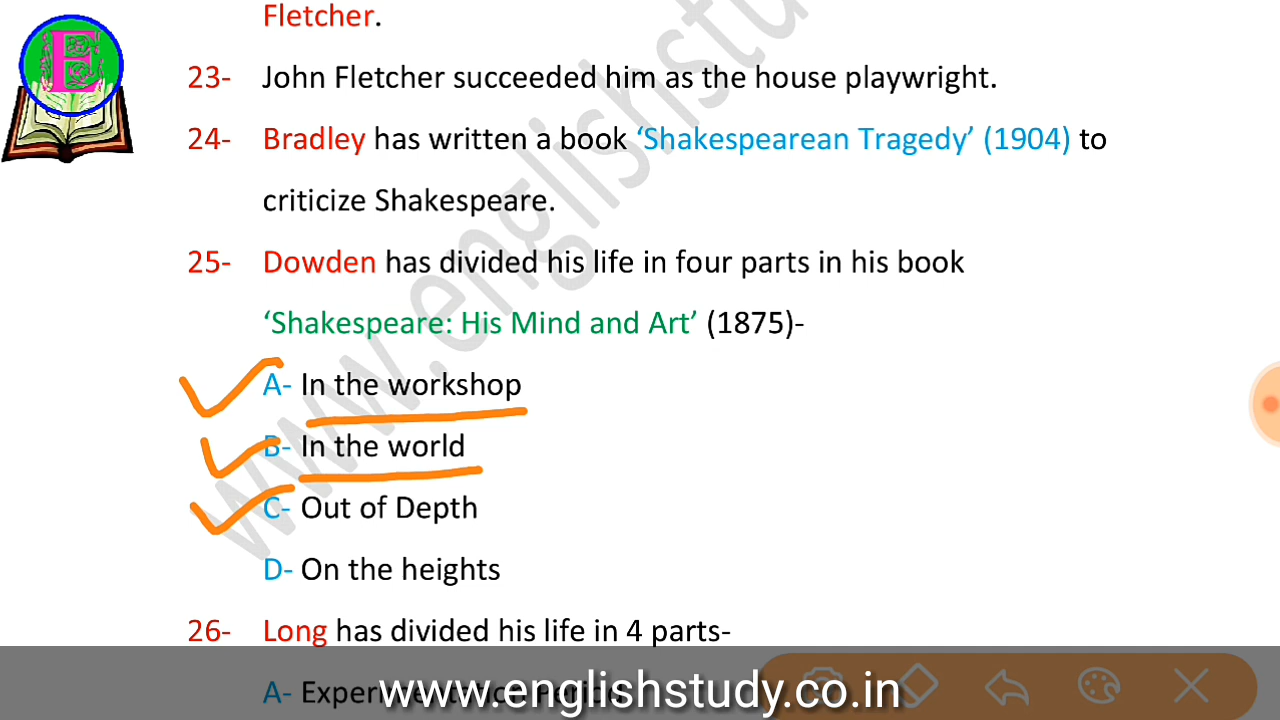 Fletcher.
23- John Fletcher succeeded him as the house playwright.
24- Bradley has written a book ‘Shakespearean Tragedy’ (1904) to
criticize Shakespeare.
25- Dowden has divided his life in four parts in his book
‘Shakespeare: His Mind and Art’ (1875)-
A- In the workshop
B- In the world
C- Out of Depth
D- On the heights
26- Long has divided his life in 4 parts-
A-
www.englishstudy.co.in
E
www.englishstud